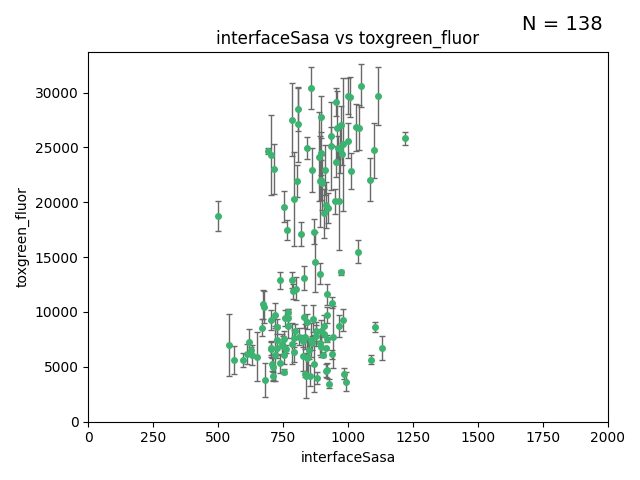 N = 138
interfaceSasa vs toxgreen_fluor
toxgreen_fluor
30000
25000
20000
15000
10000
5000
0
0 250 500 750 1000 1250 1500 1750 2000
interfaceSasa